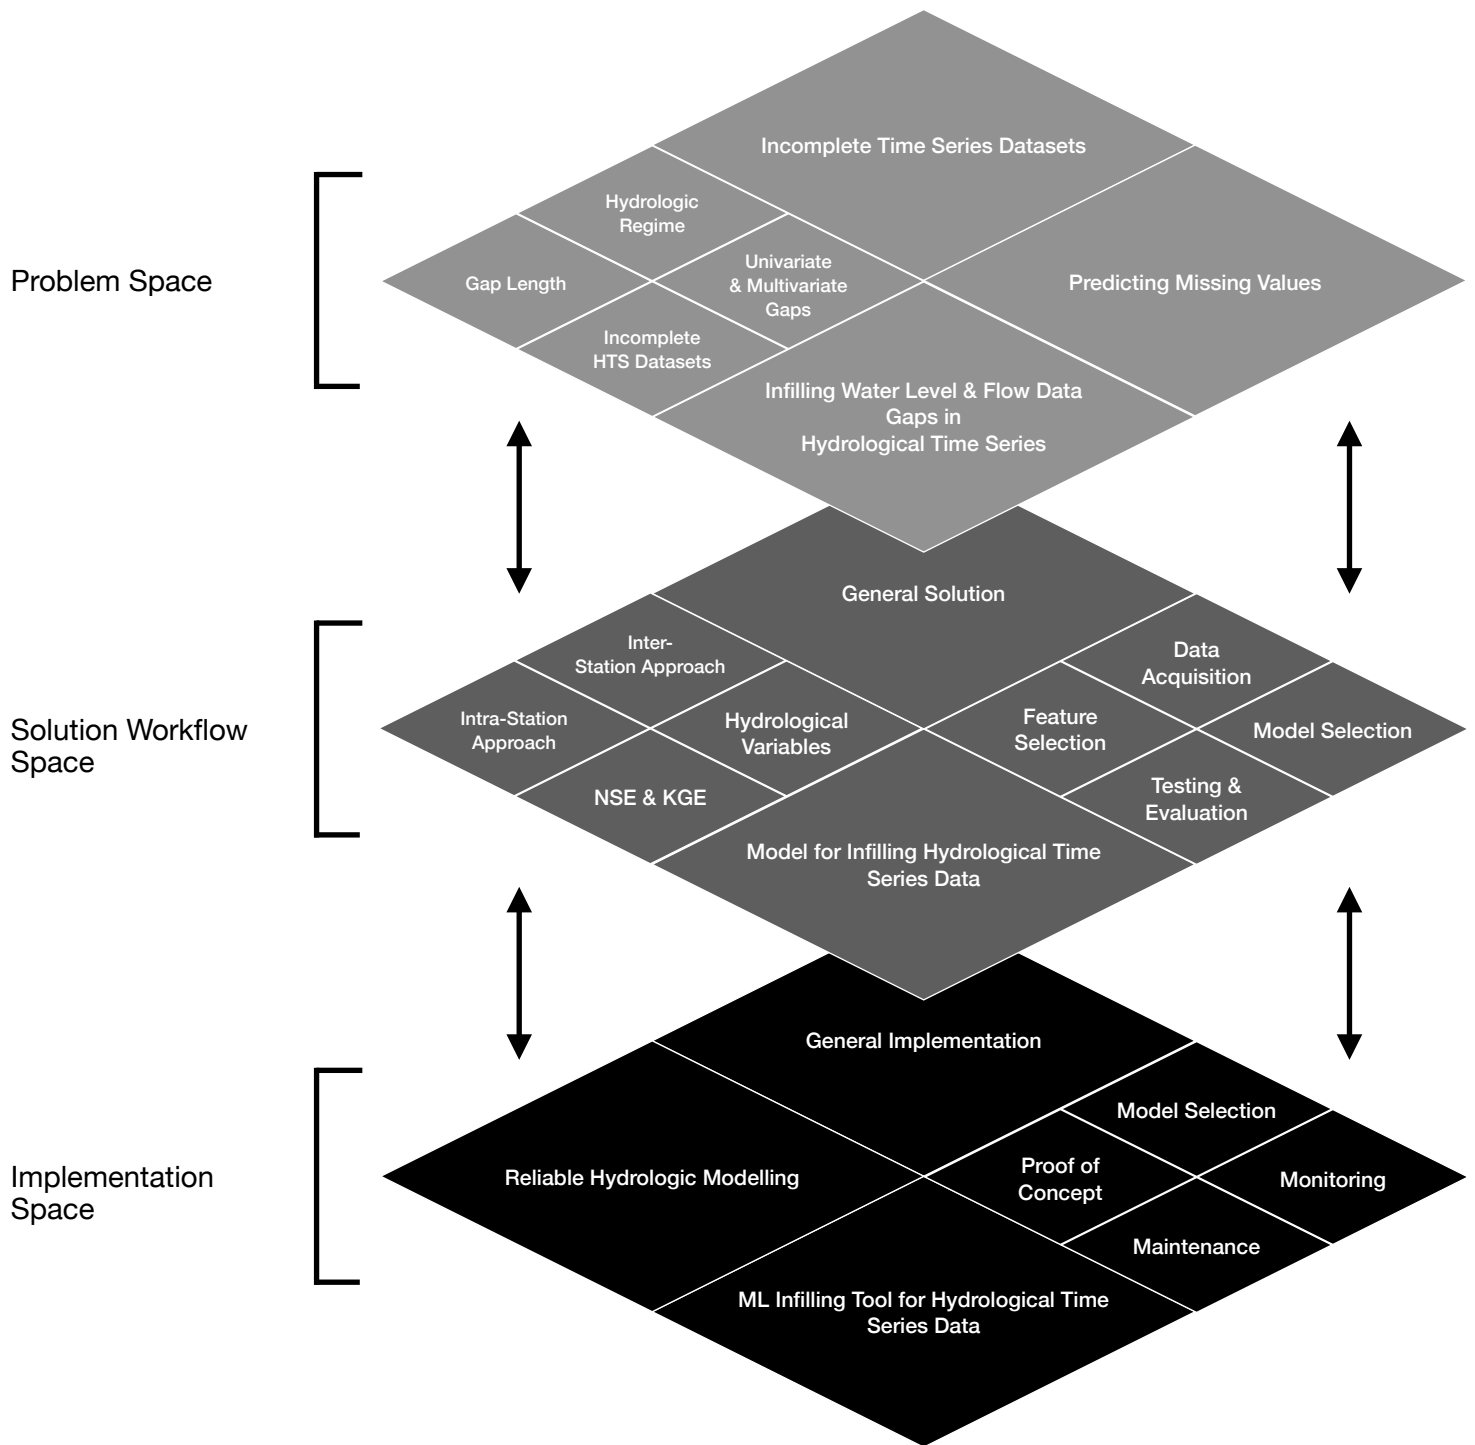 Incomplete Time Series Datasets
Hydrologic
Regime
Gap Length
Univariate
& Multivariate
Gaps
Incomplete
HTS Datasets
Predicting Missing Values
Infilling Water Level & Flow Data
Gaps in
Hydrological Time Series
Problem Space
General Solution
Inter-
Station Approach
Intra-Station
Approach
Hydrological
Variables
NSE & KGE
Data
Acquisition
Feature
Selection
Model Selection
Testing &
Evaluation
Model for Infilling Hydrological Time
Series Data
Solution Workflow
Space
General Implementation
Reliable Hydrologic Modelling
Model Selection
Proof of
Concept
Monitoring
Maintenance
ML Infilling Tool for Hydrological Time
Series Data
Implementation
Space